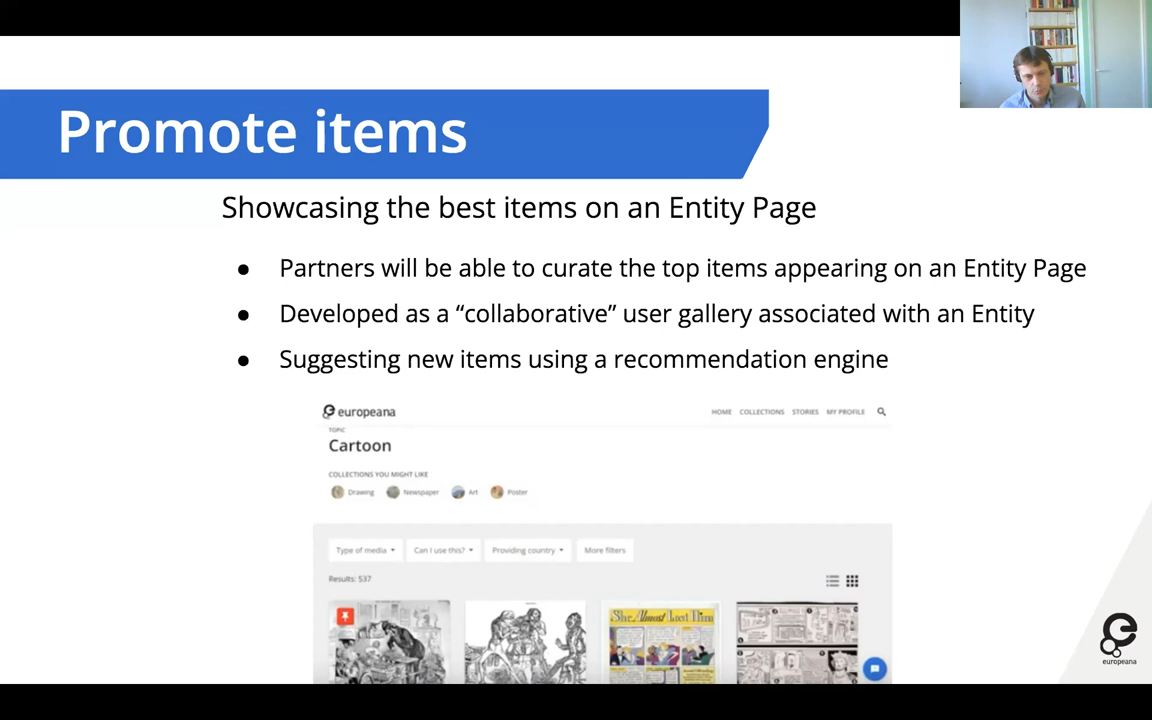 Promote items
Showcasing the best items on an Entity Page
● Partners will be able to curate the top items appearing on an Entity Page
● Developed as a “collaborative” user gallery associated with an Entity
● Suggesting new items using a recommendation engine
europeana
HOME COLLECTIONS STORIES MY PROFILE
TOPIC
Cartoon
COLLECTIONS YOU MIGHT LIKE
Drawing Newspaper Art Poster
Type of media Can I use this? Providing country More filters
Results: 537
She Almost Lost Him
europeana